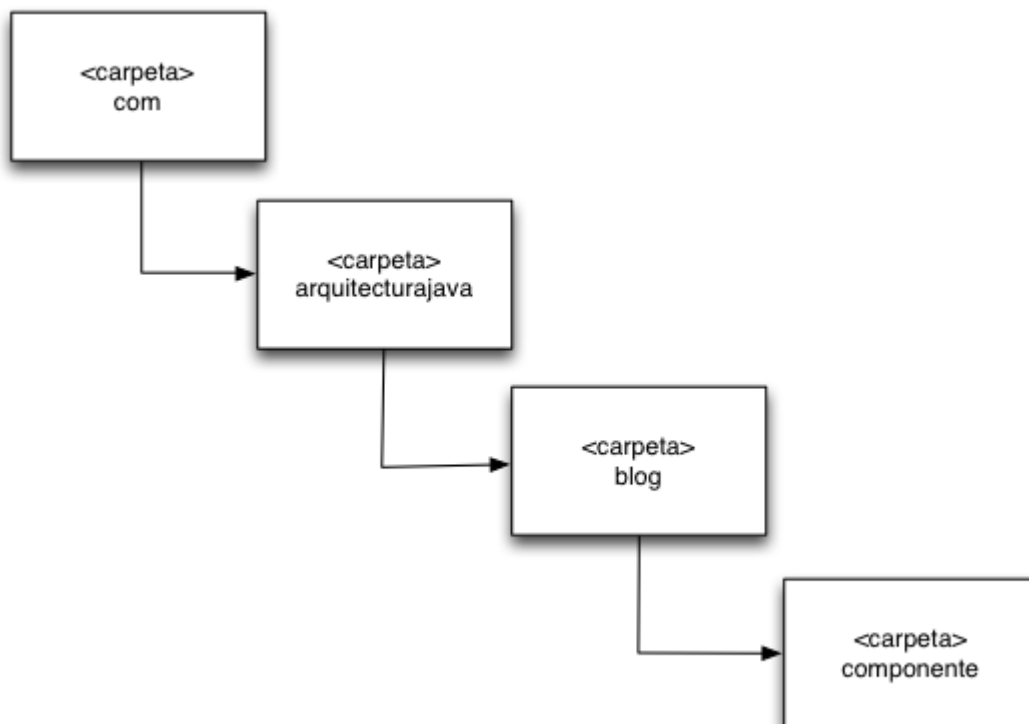 <carpeta>
com
<carpeta>
arquitecturajava
<carpeta>
blog
<carpeta>
componente